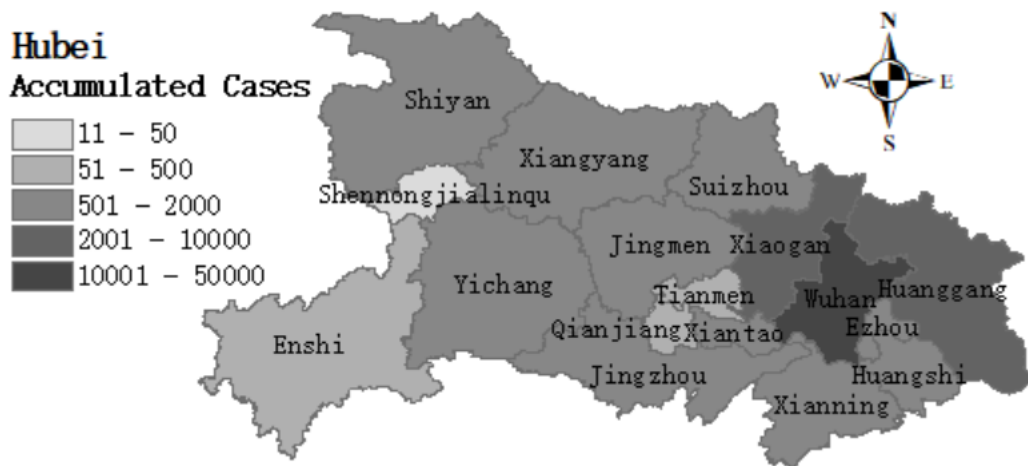 Hubei
Accumulated Cases
11 - 50
51 - 500
501 - 2000
2001 - 10000
10001 - 50000
N
W E
S
Shiyan
Xiangyang
Shennongjialinqu
Suizhou
Jingmen
Xiaogan
Yichang
Tianmen
Wuhan
Huanggang
Enshi
Qianjiang
Xiantao
Ezhou
Jingzhou
Huangshi
Xianning